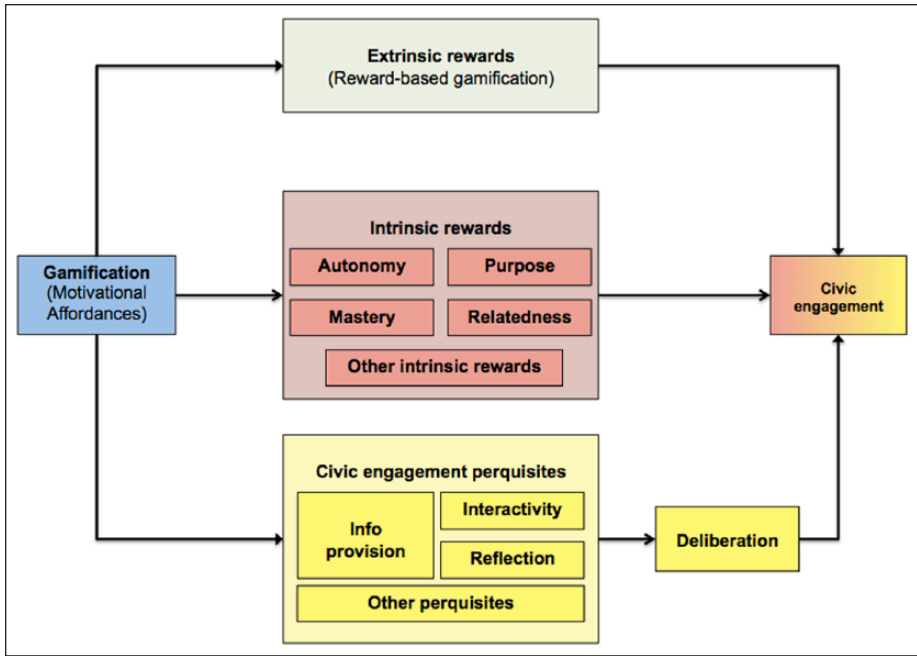 Extrinsic rewards
(Reward-based gamification)
Intrinsic rewards
Autonomy
Purpose
Mastery
Relatedness
Other intrinsic rewards
Gamification
(Motivational
Affordances)
Civic
engagement
Civic engagement perquisites
Info
provision
Interactivity
Reflection
Other perquisites
Deliberation